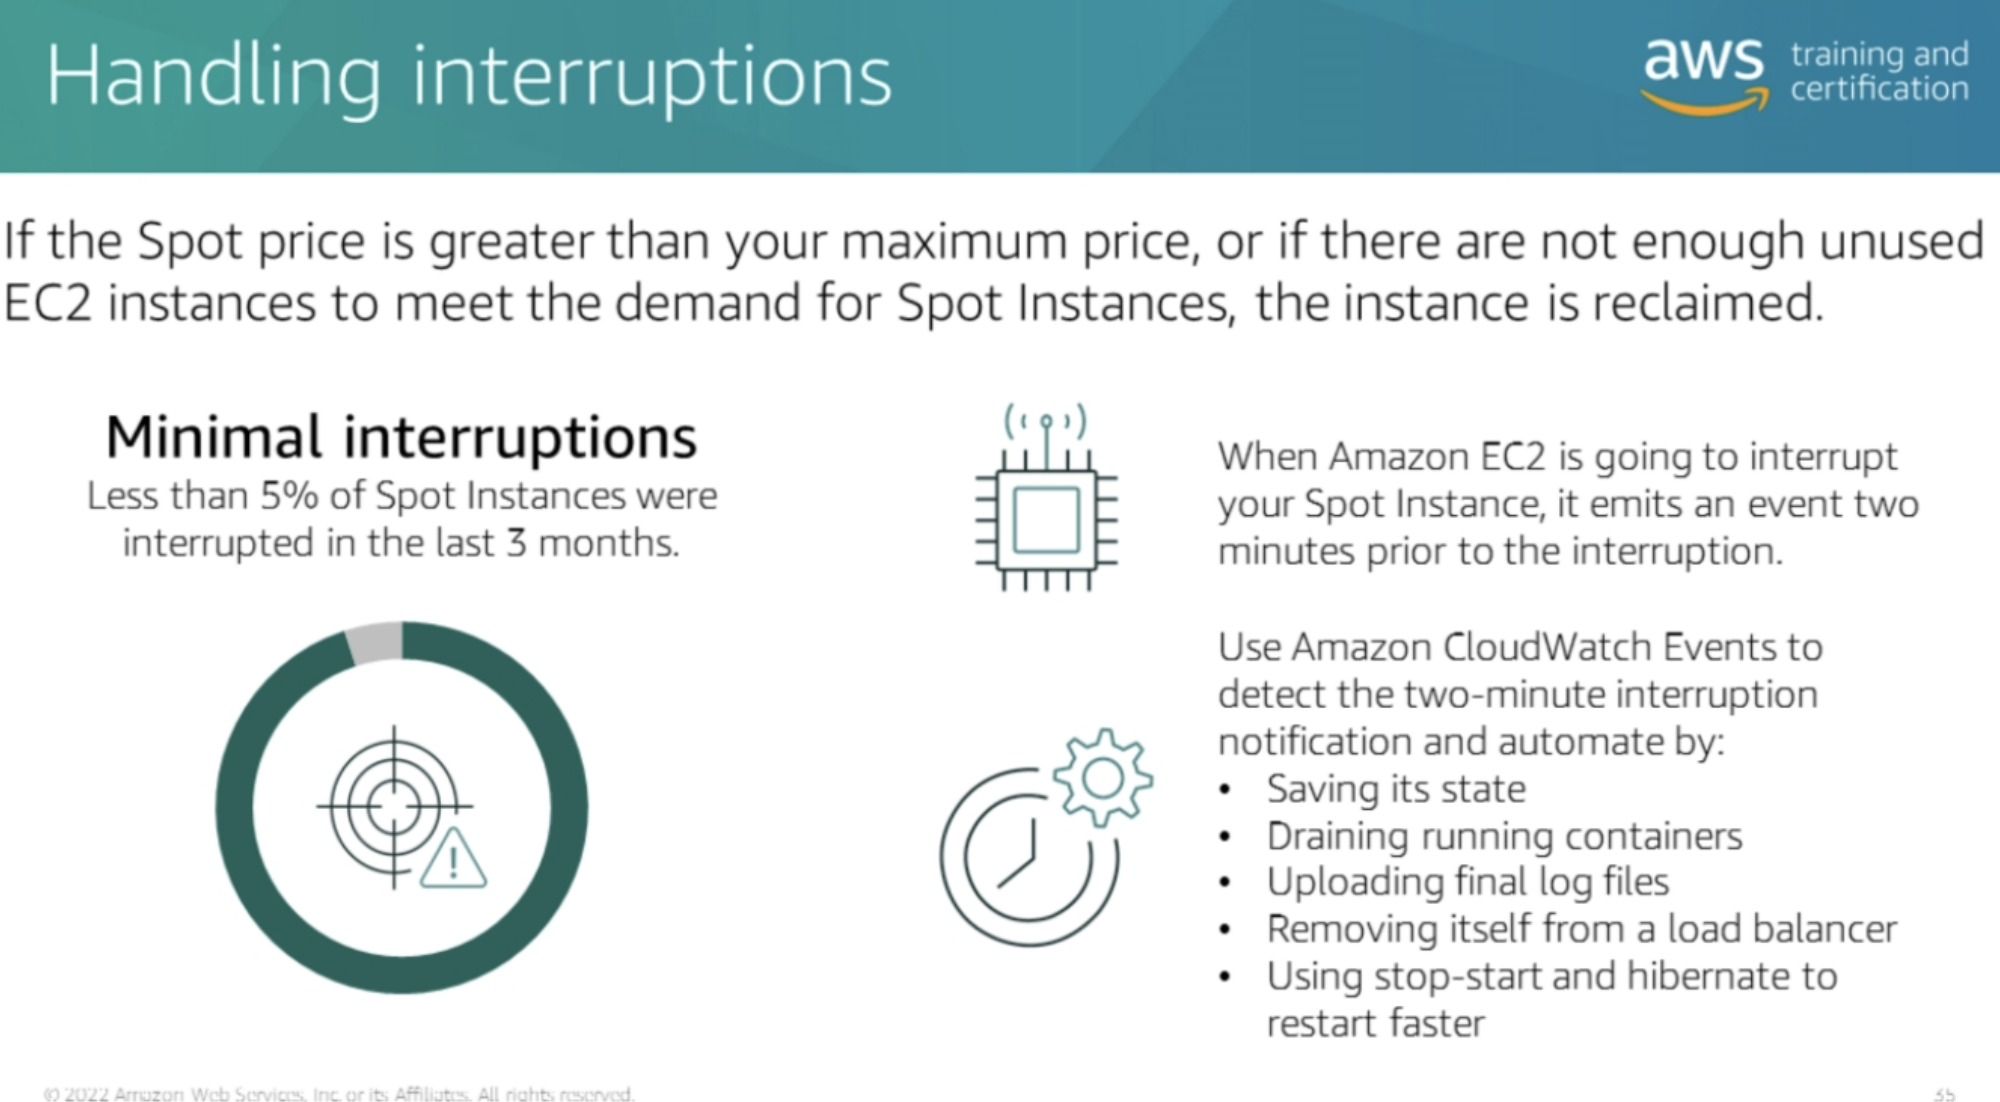 Handling interruptions
aws training and
certification
If the Spot price is greater than your maximum price, or if there are not enough unused
EC2 instances to meet the demand for Spot Instances, the instance is reclaimed.
Minimal interruptions
Less than 5% of Spot Instances were
interrupted in the last 3 months.
When Amazon EC2 is going to interrupt
your Spot Instance, it emits an event two
minutes prior to the interruption.
Use Amazon CloudWatch Events to
detect the two-minute interruption
notification and automate by:
• Saving its state
• Draining running containers
• Uploading final log files
• Removing itself from a load balancer
• Using stop-start and hibernate to
restart faster
© 2022 Amazon Web Services, Inc. or its Affiliates. All rights reserved.
35